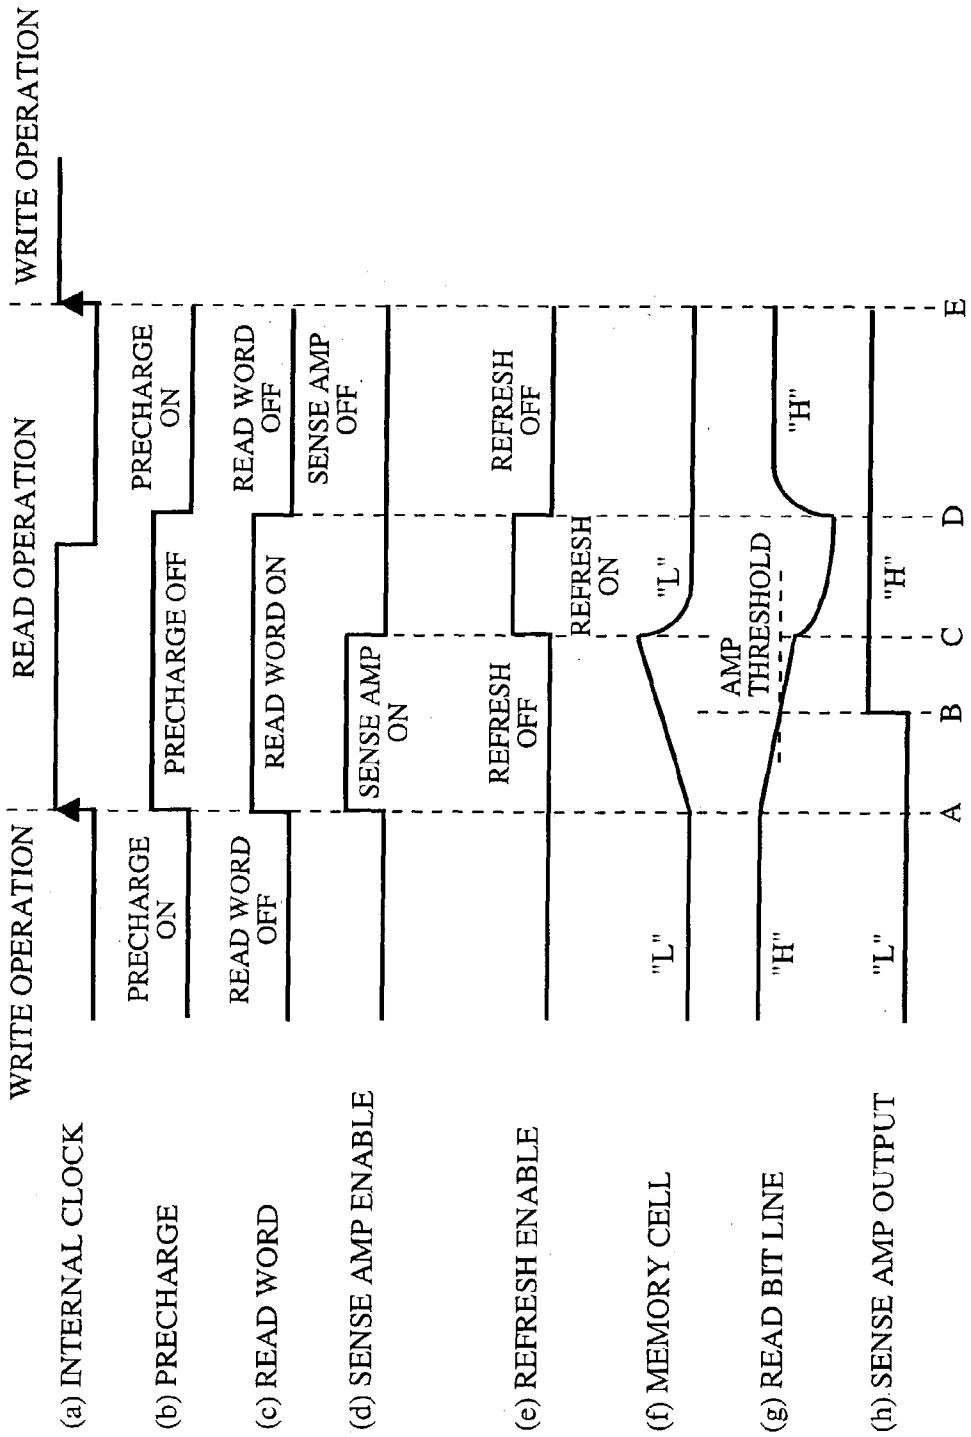 WRITE OPERATION
READ OPERATION
WRITE OPERATION
(a) INTERNAL CLOCK
(b) PRECHARGE
PRECHARGE
ON
PRECHARGE OFF
PRECHARGE
ON
(c) READ WORD
READ WORD
OFF
READ WORD ON
READ WORD
OFF
(d) SENSE AMP ENABLE
SENSE AMP
ON
SENSE AMP
OFF
(e) REFRESH ENABLE
REFRESH
OFF
REFRESH
ON
REFRESH
OFF
(f) MEMORY CELL
"L"
"L"
(g) READ BIT LINE
"H"
AMP
THRESHOLD
"H"
(h) SENSE AMP OUTPUT
"L"
"H"
A
B
C
D
E